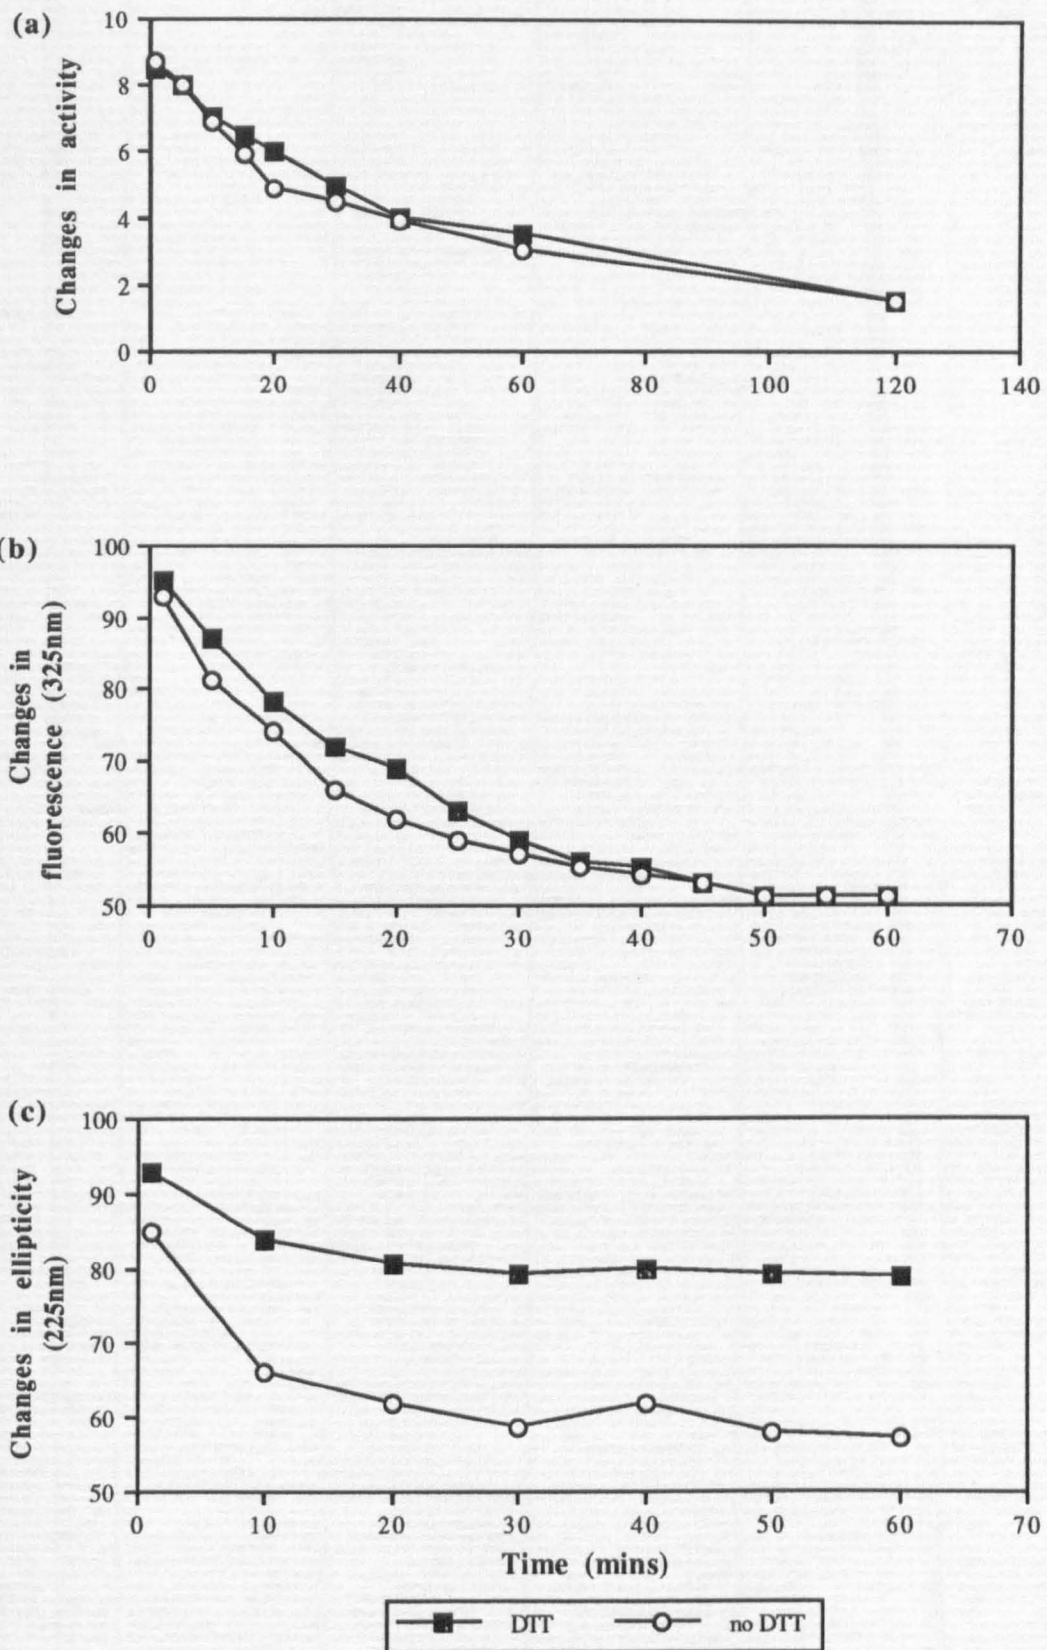 (a)
Changes in activity
10
8
6
4
2
0
0 20 40 60 80 100 120 140
(b)
Changes in
fluorescence (325nm)
100
90
80
70
60
50
0 10 20 30 40 50 60 70
(c)
Changes in ellipticity
(225nm)
100
90
80
70
60
50
0 10 20 30 40 50 60 70
Time (mins)
DTT no DTT